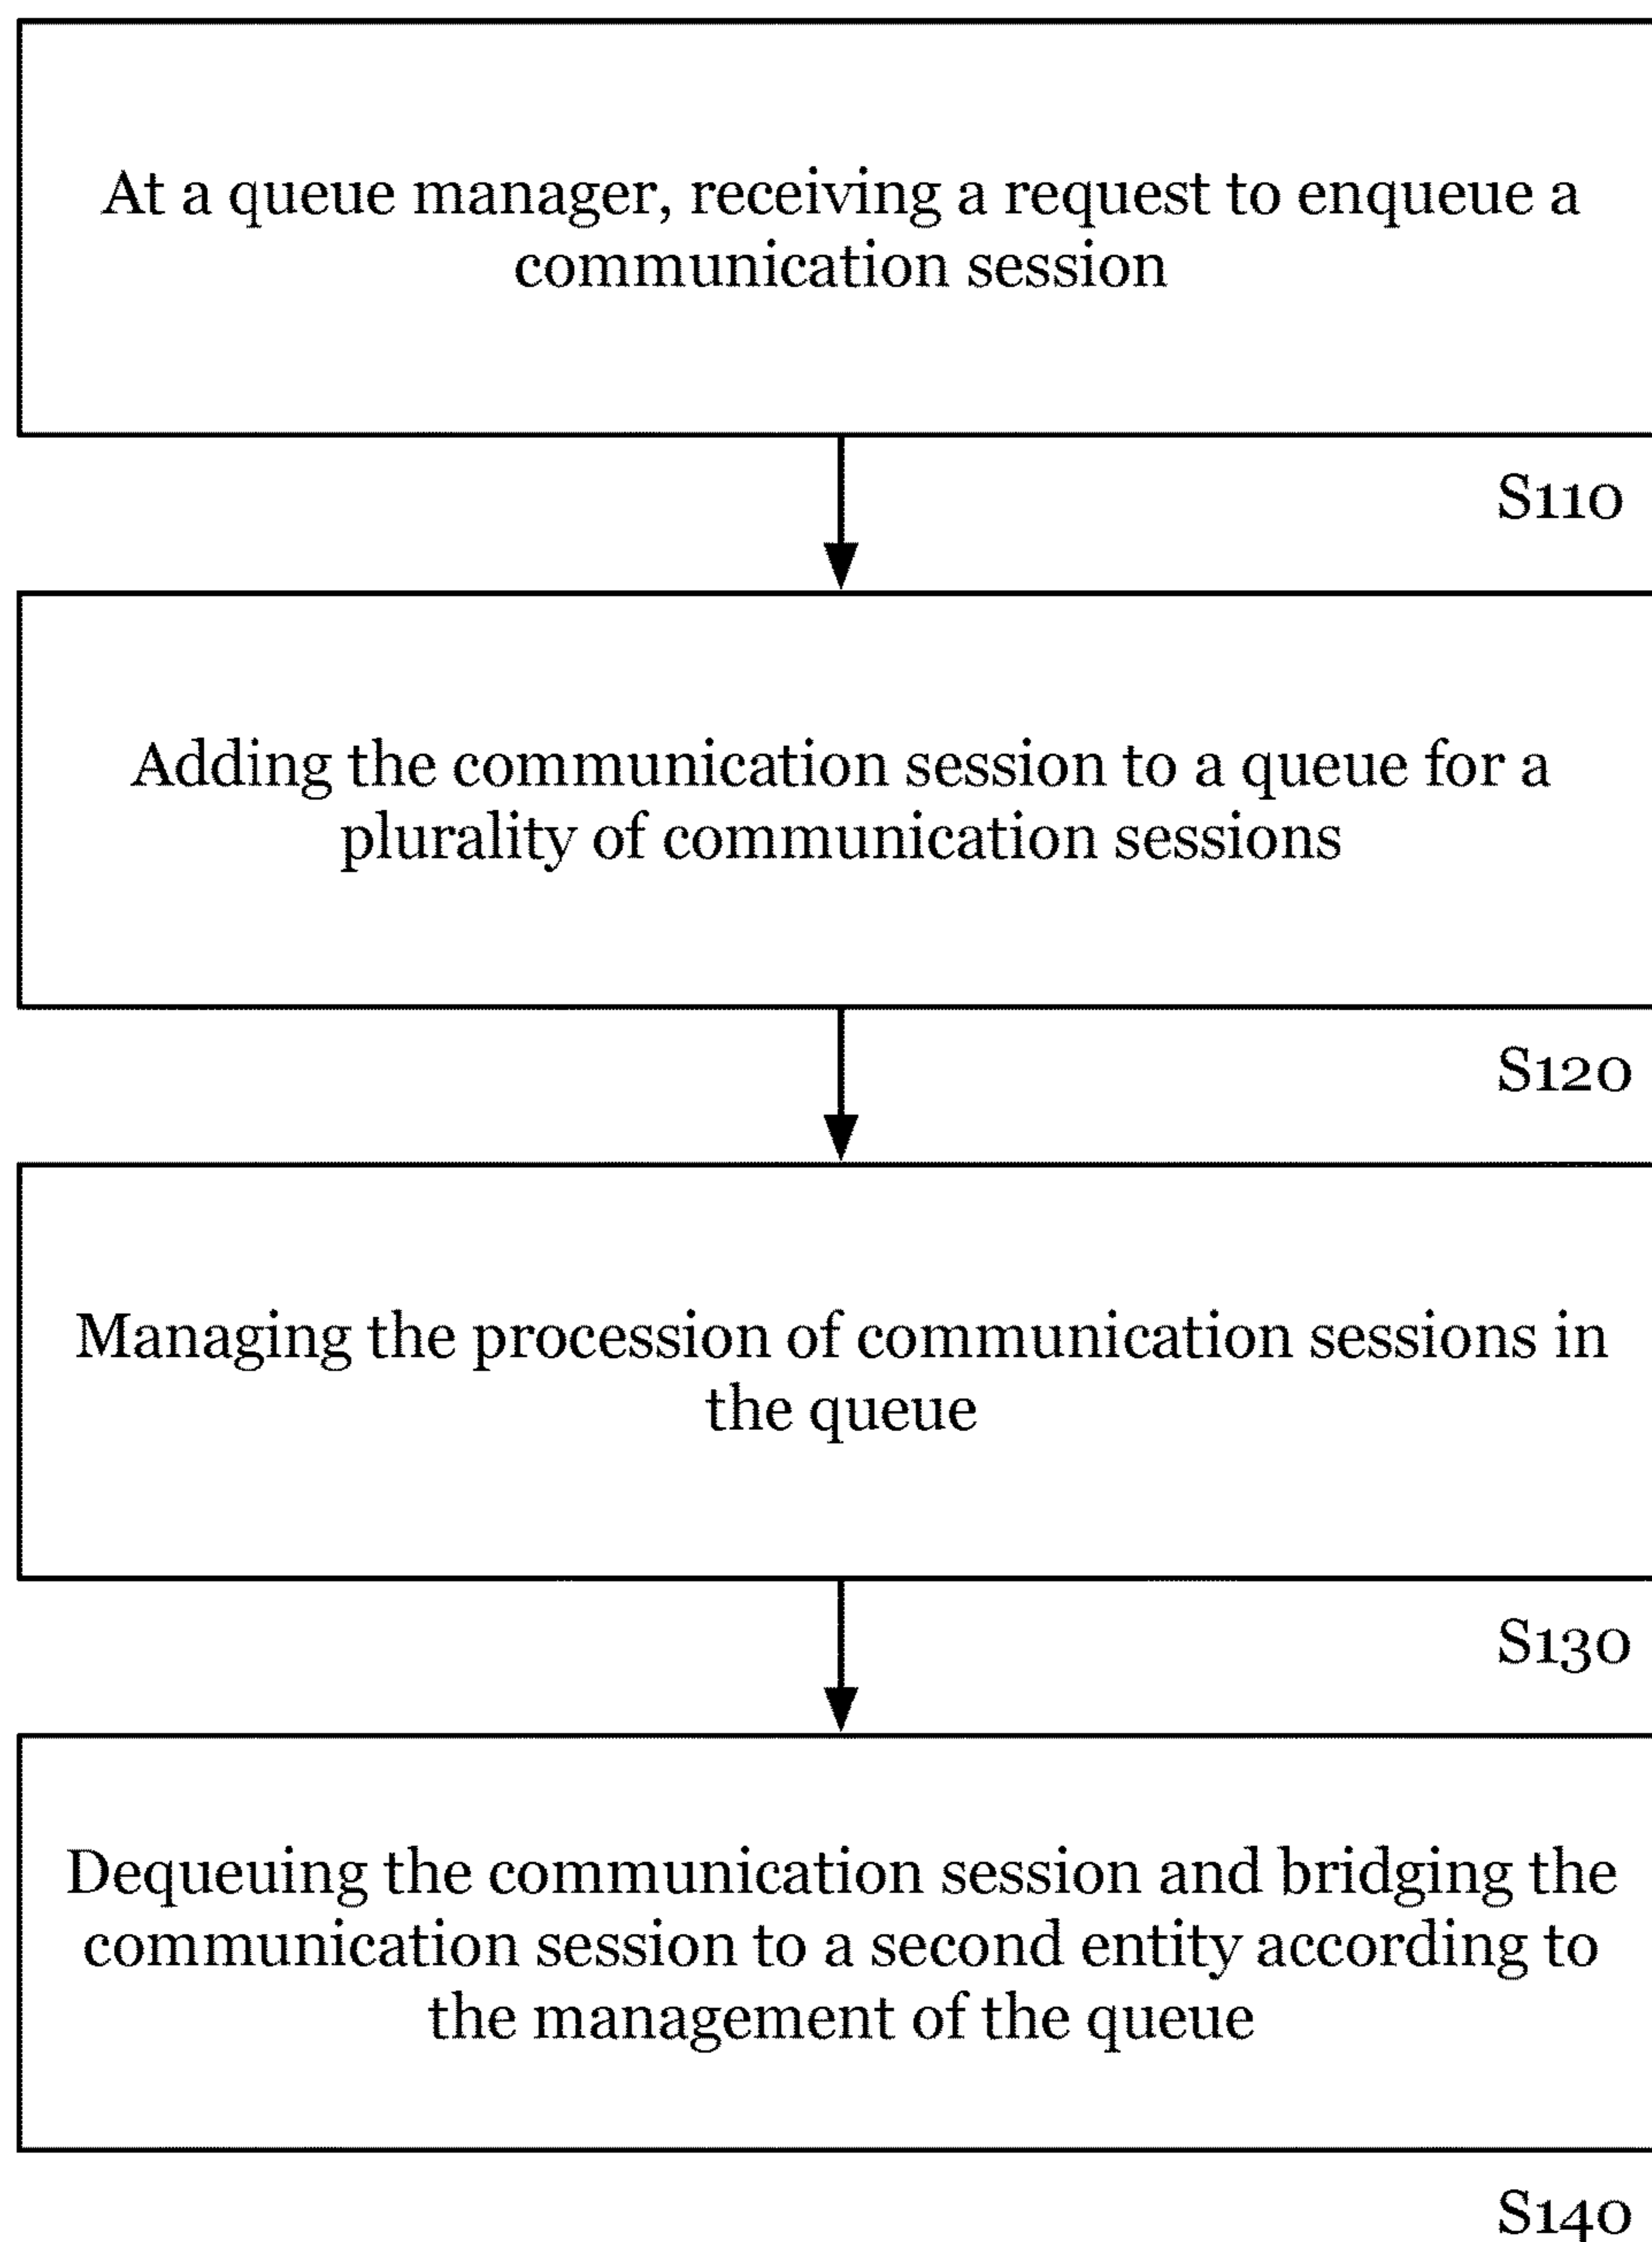 At a queue manager, receiving a request to enqueue a
communication session
S110
Adding the communication session to a queue for a
plurality of communication sessions
S120
Managing the procession of communication sessions in
the queue
S130
Dequeuing the communication session and bridging the
communication session to a second entity according to
the management of the queue
S140